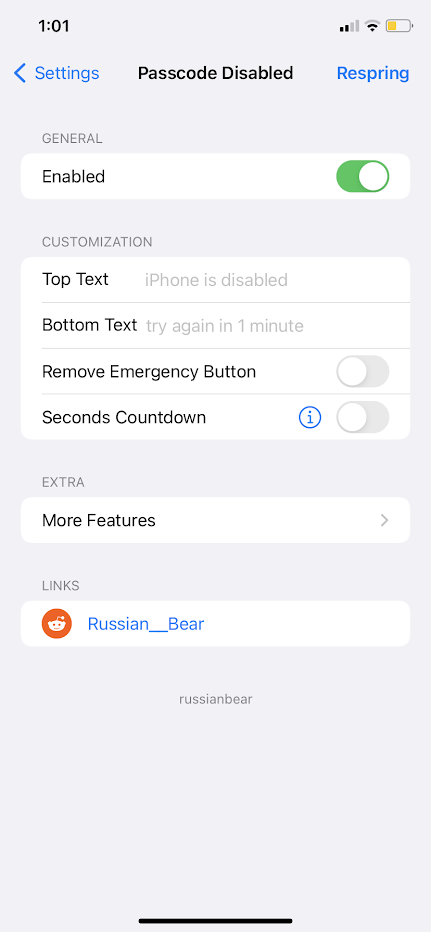 1:01
Settings
Passcode Disabled
Respring
GENERAL
Enabled
CUSTOMIZATION
Top Text iPhone is disabled
Bottom Text try again in 1 minute
Remove Emergency Button
Seconds Countdown
EXTRA
More Features
LINKS
Russian__Bear
russianbear